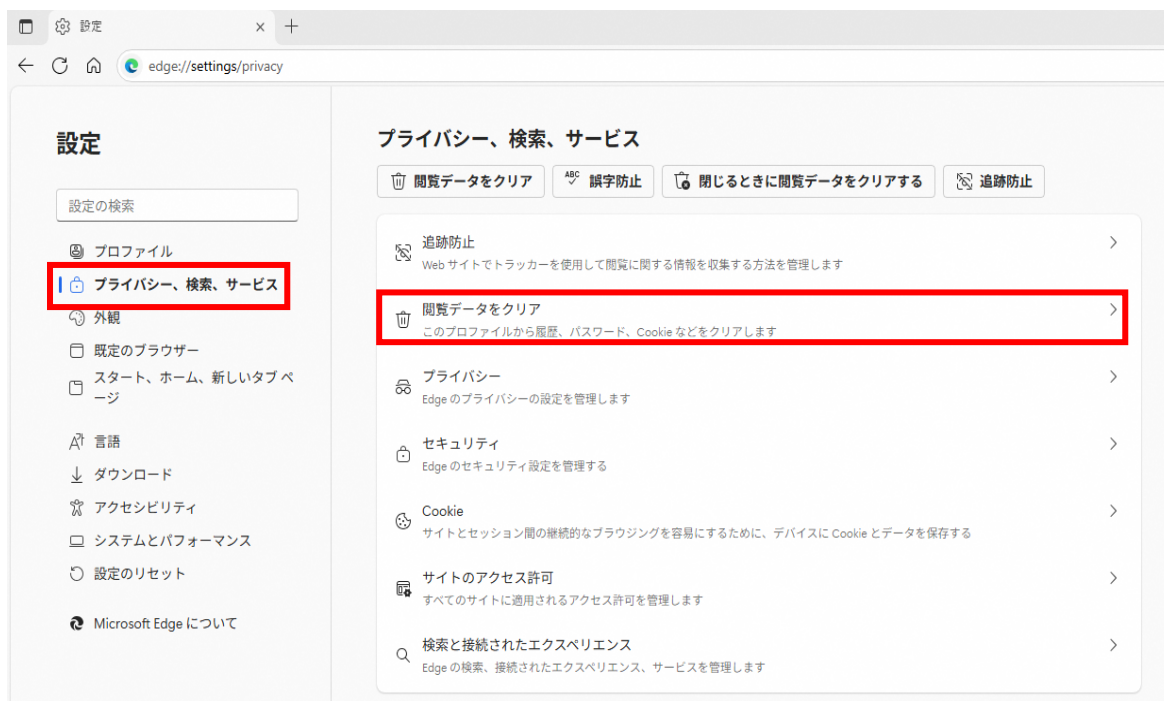 設定
edge://settings/privacy
設定
設定の検索
プロファイル
プライバシー、検索、サービス
外観
既定のブラウザー
スタート、ホーム、新しいタブ ペ
ージ
言語
ダウンロード
アクセシビリティ
システムとパフォーマンス
設定のリセット
Microsoft Edge について
プライバシー、検索、サービス
閲覧データをクリア
ABC 誤字防止
閉じるときに閲覧データをクリアする
追跡防止
追跡防止
Web サイトでトラッカーを使用して閲覧に関する情報を収集する方法を管理します
閲覧データをクリア
このプロファイルから履歴、パスワード、Cookie などをクリアします
プライバシー
Edge のプライバシーの設定を管理します
セキュリティ
Edge のセキュリティ設定を管理する
Cookie
サイトとセッション間の継続的なブラウジングを容易にするために、デバイスに Cookie とデータを保存する
サイトのアクセス許可
すべてのサイトに適用されるアクセス許可を管理します
検索と接続されたエクスペリエンス
Edge の検索、接続されたエクスペリエンス、サービスを管理します